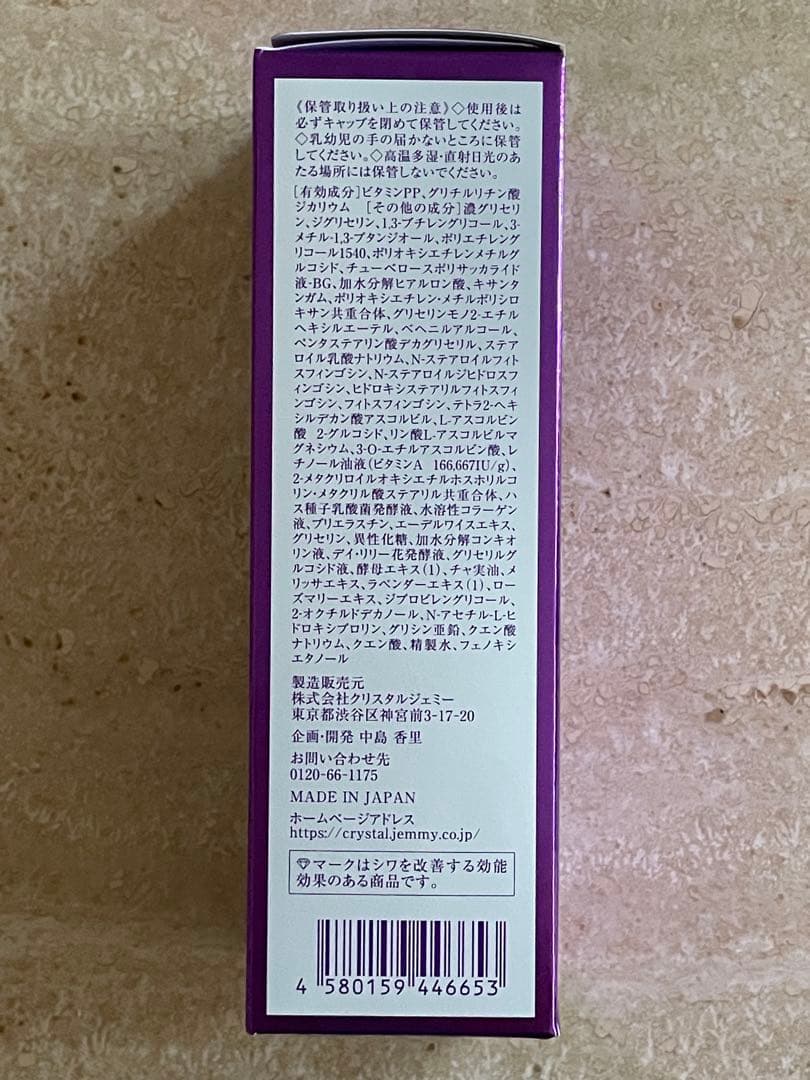 《保管取り扱い上の注意》◇使用後は
必ずキャップを閉めて保管してください。
◇乳幼児の手の届かないところに保管
してください。◇高温多湿・直射日光のあ
たる場所には保管しないでください。
[有効成分]ビタミンPP、グリチルリチン酸
ジカリウム [その他の成分]濃グリセリ
ン、ジグリセリン、1,3-ブチレングリコール、3-
メチル-1,3-ブタンジオール、ポリエチレング
リコール1540、ポリオキシエチレンメチルグ
ルコシド、チューベロースポリサッカライド
液-BG、加水分解ヒアルロン酸、キサンタ
ンガム、ポリオキシエチレン・メチルポリシロ
キサン共重合体、グリセリンモノ2-エチル
ヘキシルエーテル、ベヘニルアルコール、
ペンタステアリン酸デカグリセリル、ステア
ロイル乳酸ナトリウム、N-ステアロイルフィト
スフィンゴシン、N-ステアロイルジヒドロスフ
ィンゴシン、ヒドロキシステアリルフィトスフィ
ンゴシン、フィトスフィンゴシン、テトラ2-ヘキ
シルデカン酸アスコルビル、L-アスコルビン
酸 2-グルコシド、リン酸L-アスコルビルマ
グネシウム、3-O-エチルアスコルビン酸、レ
チノール油液(ビタミンA 166,667IU/g)、
2-メタクリロイルオキシエチルホスホリルコ
リン・メタクリル酸ステアリル共重合体、ハ
ス種子乳酸菌発酵液、水溶性コラーゲン
液、プリエラスチン、エーデルワイスエキス、
グリセリン、異性化糖、加水分解コンキオ
リン液、デイ・リリー花発酵液、グリセリルグ
ルコシド液、酵母エキス(1)、チャ実油、メ
リッサエキス、ラベンダーエキス(1)、ロー
ズマリーエキス、ジプロピレングリコール、
2-オクチルドデカノール、N-アセチル-L-ヒ
ドロキシプロリン、グリシン亜鉛、クエン酸
ナトリウム、クエン酸、精製水、フェノキシ
エタノール
製造販売元
株式会社クリスタルジェミー
東京都渋谷区神宮前3-17-20
企画・開発 中島 香里
お問い合わせ先
0120-66-1175
MADE IN JAPAN
ホームページアドレス
https://crystal.jemmy.co.jp/
マークはシワを改善する効能
効果のある商品です。
4 580159 446653